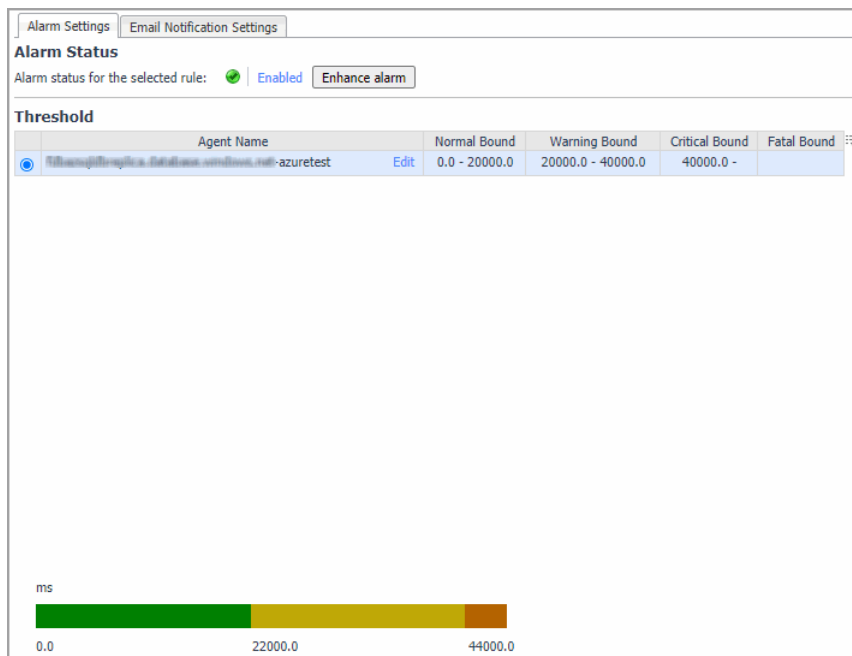 Alarm Settings Email Notification Settings
Alarm Status
Alarm status for the selected rule: Enabled Enhance alarm
Threshold
Agent Name Normal Bound Warning Bound Critical Bound Fatal Bound
-azuretest Edit 0.0 - 20000.0 20000.0 - 40000.0 40000.0 -
ms
0.0 22000.0 44000.0